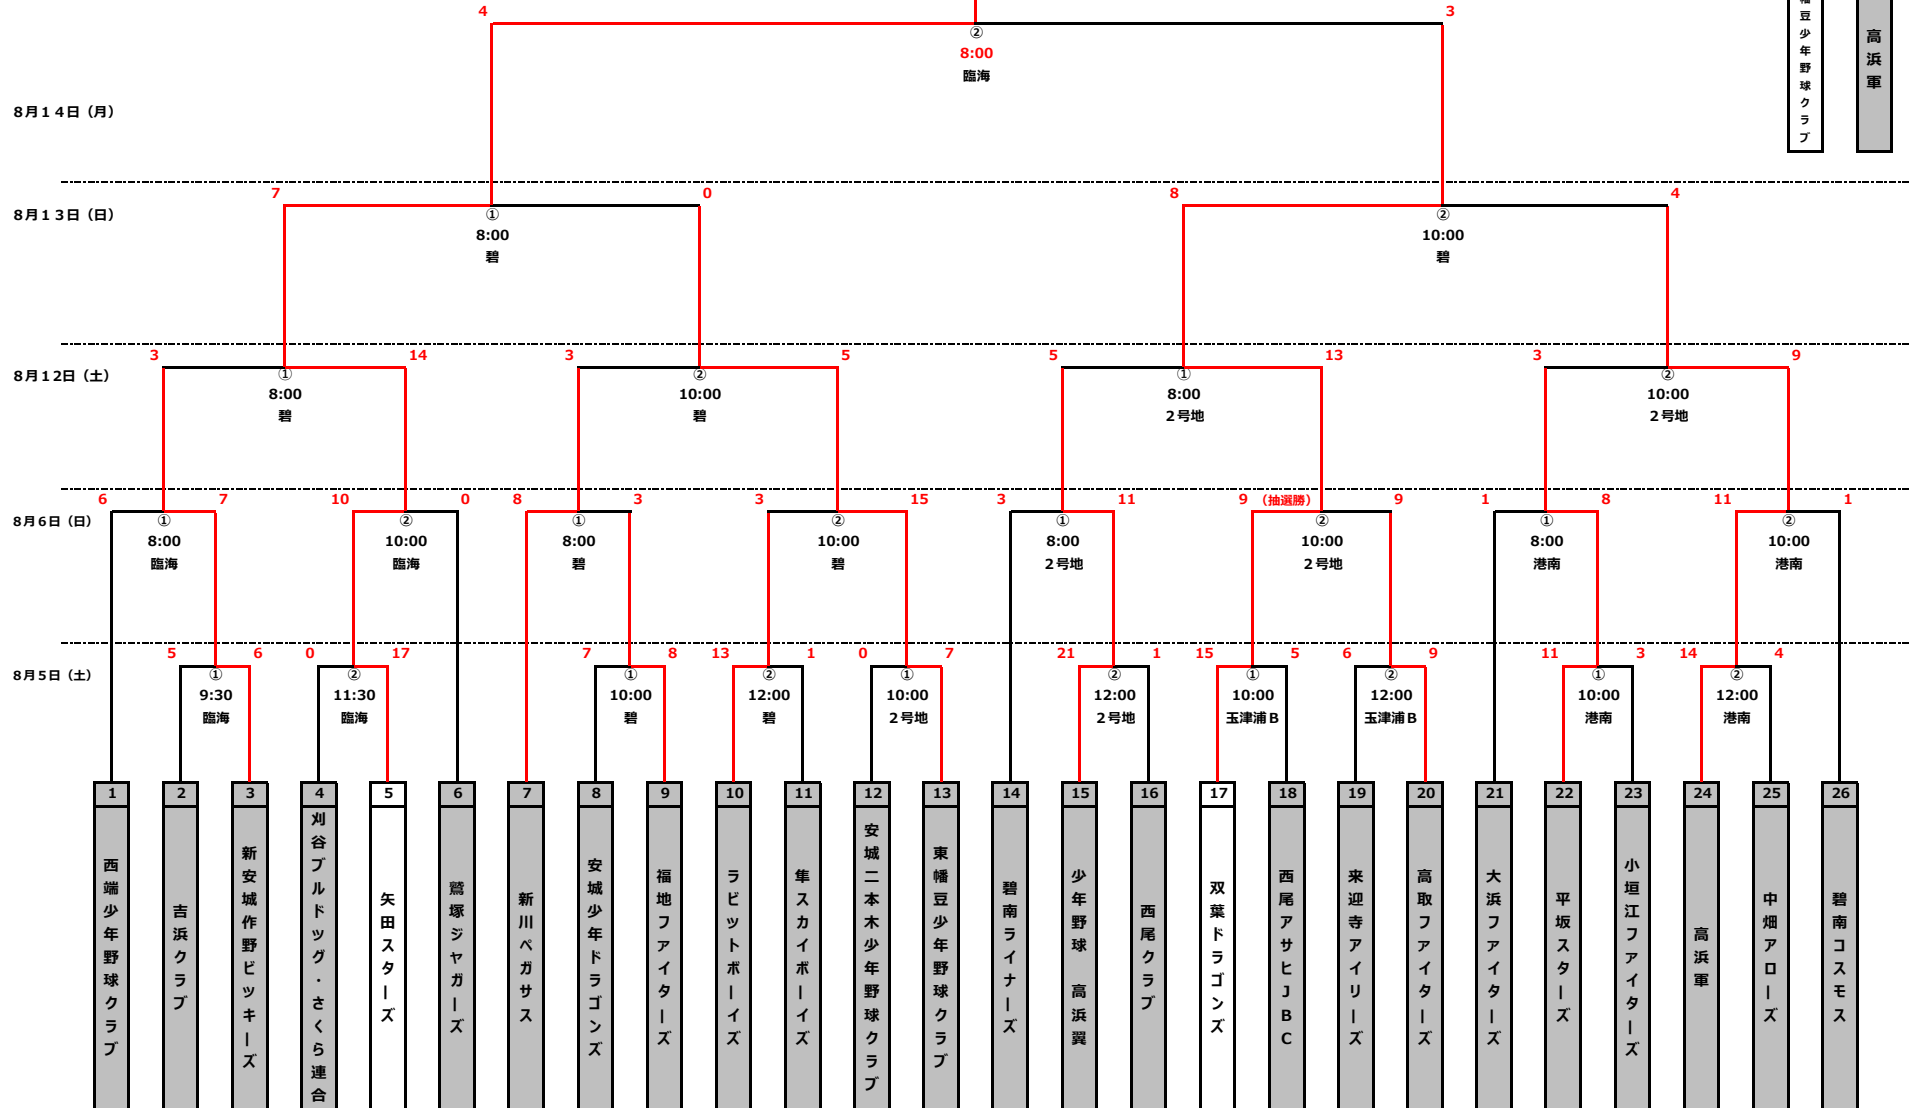 4
3
②
8:00
臨海
幡豆少年野球クラブ
高浜軍
8月14日（月）
7
0
8
4
8月13日（日）
①
8:00
碧
②
10:00
碧
3
14
3
5
5
13
3
9
8月12日（土）
①
8:00
碧
②
10:00
碧
①
8:00
2号地
②
10:00
2号地
6
7
10
0
8
3
3
15
3
11
9
（抽選勝）
9
1
8
11
1
8月6日（日）
①
8:00
臨海
②
10:00
臨海
①
8:00
碧
②
10:00
碧
①
8:00
2号地
②
10:00
2号地
①
8:00
港南
②
10:00
港南
5
6
0
17
7
8
13
1
0
7
21
1
15
5
6
9
11
3
14
4
8月5日（土）
①
9:30
臨海
②
11:30
臨海
①
10:00
碧
②
12:00
碧
①
10:00
2号地
②
12:00
2号地
①
10:00
玉津浦B
②
12:00
玉津浦B
①
10:00
港南
②
12:00
港南
1
西端少年野球クラブ
2
吉浜クラブ
3
新安城作野ビッキーズ
4
刈谷ブルドッグ・さくら連合
5
矢田スターズ
6
鷲塚ジャガーズ
7
新川ペガサス
8
安城少年ドラゴンズ
9
福地ファイターズ
10
ラビットボーイズ
11
隼スカイボーイズ
12
安城二本木少年野球クラブ
13
東幡豆少年野球クラブ
14
碧南ライナーズ
15
少年野球　高浜翼
16
西尾クラブ
17
双葉ドラゴンズ
18
西尾アサヒJBC
19
来迎寺アイリーズ
20
高取ファイターズ
21
大浜ファイターズ
22
平坂スターズ
23
小垣江ファイターズ
24
高浜軍
25
中畑アローズ
26
碧南コスモス